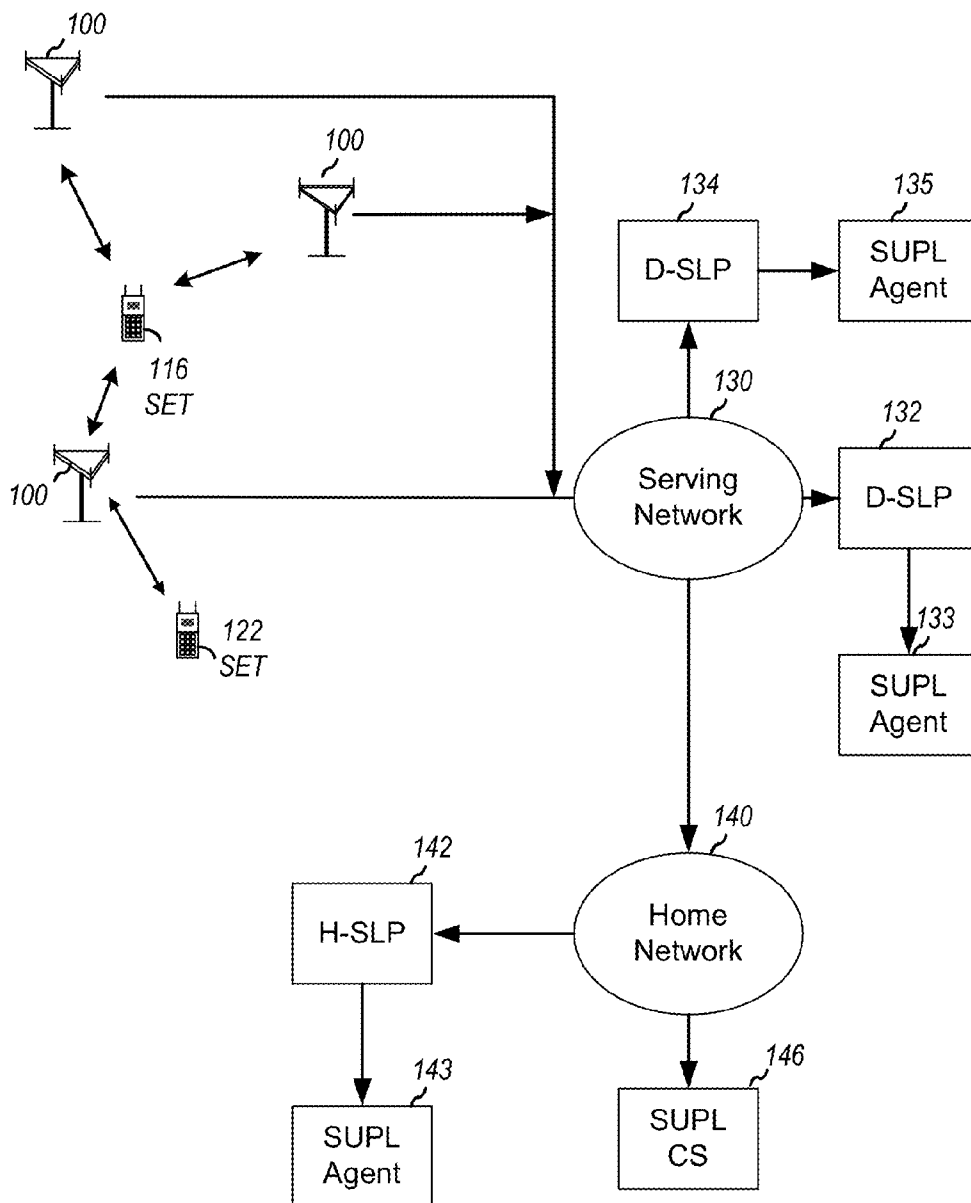 100
100
134
135
D-SLP
SUPL
Agent
116
SET
130
132
100
Serving
Network
D-SLP
122
SET
133
SUPL
Agent
140
142
Home
Network
H-SLP
143
146
SUPL
Agent
SUPL
CS